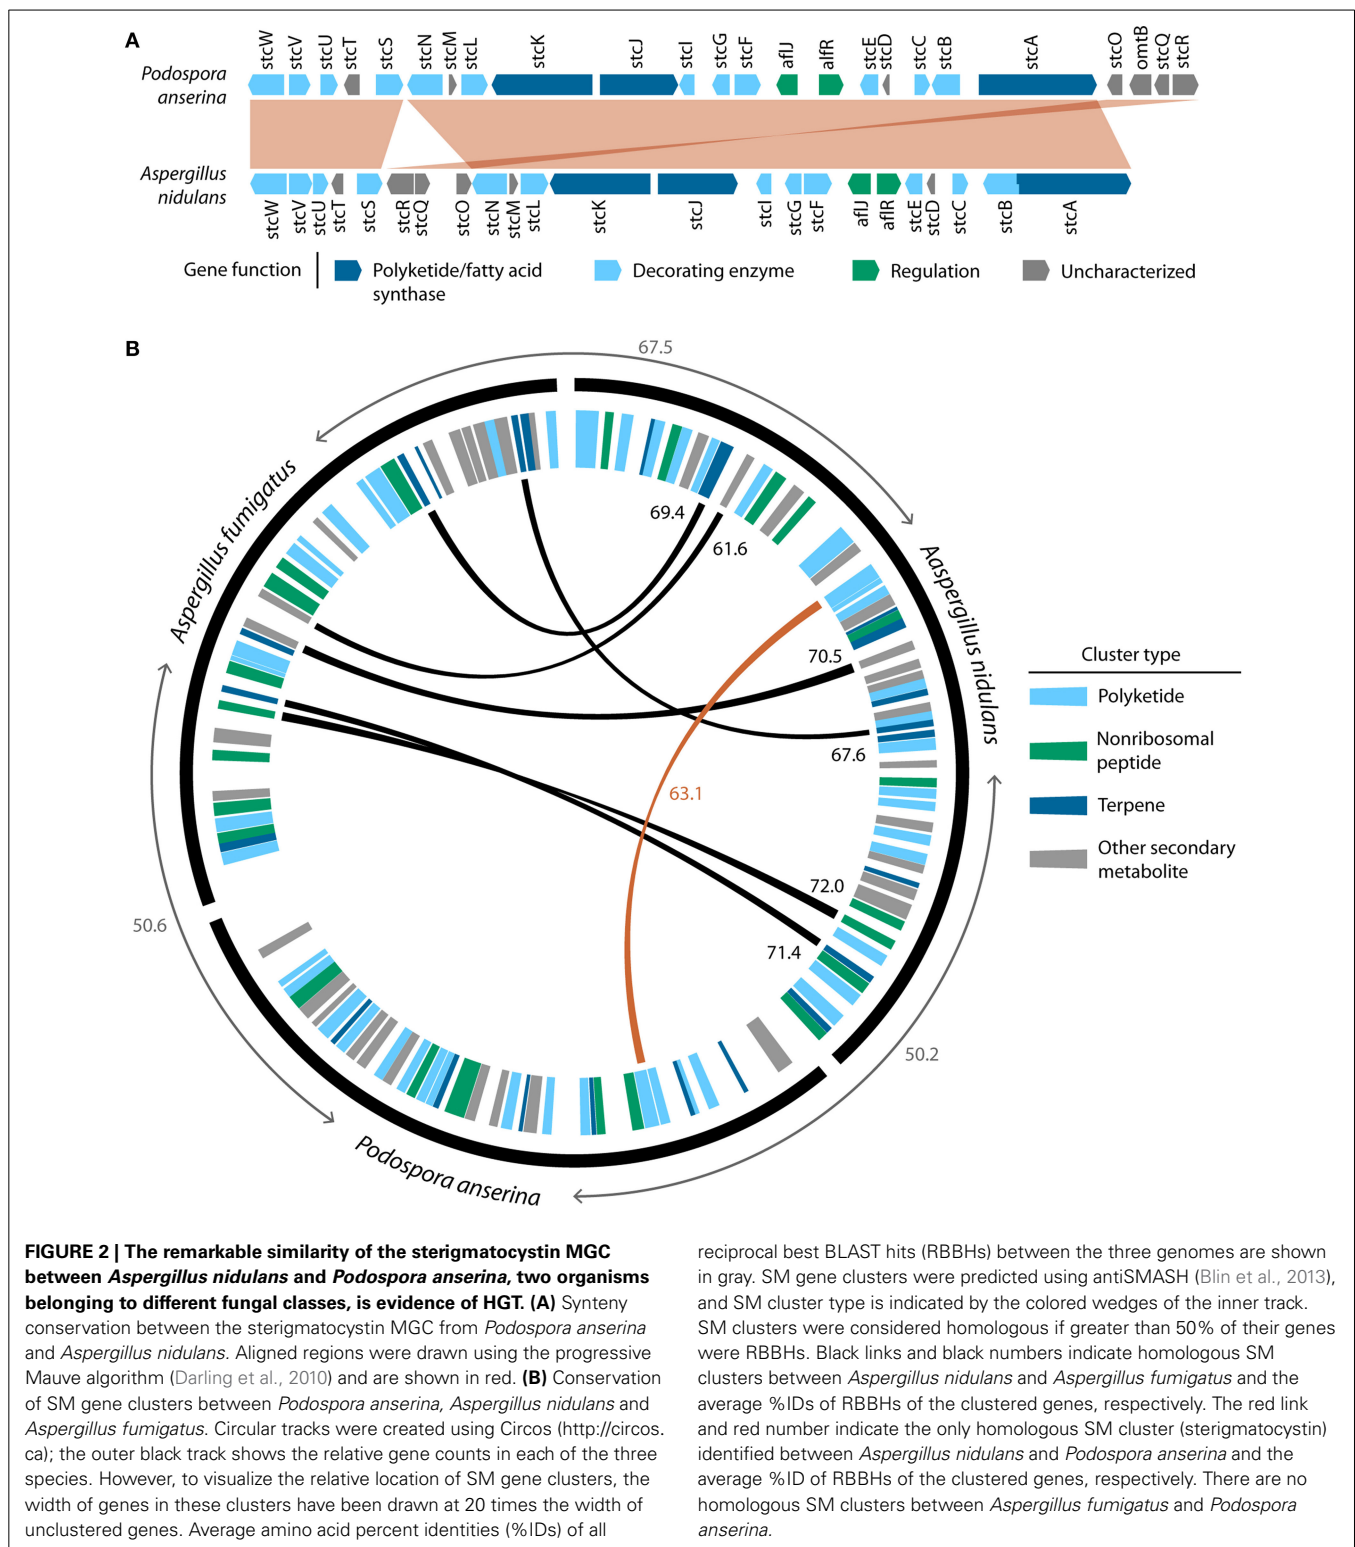 A
stcW stcV stcU stcT stcS stcN stcM stcL stcK stcJ stcI stcG stcF aflJ alfR stcE stcD stcC stcB stcA stcO omtB stcQ stcR
Podospora
anserina
Aspergillus
nidulans
stcW stcV stcU stcT stcS stcR stcQ stcO stcN stcM stcL stcK stcJ stcI stcG stcF aflJ aflR stcE stcD stcC stcB stcA
Gene function
Polyketide/fatty acid
synthase
Decorating enzyme
Regulation
Uncharacterized
B
67.5
Aspergillus fumigatus
69.4
61.6
Aaspergillus nidulans
70.5
67.6
63.1
72.0
71.4
50.6
50.2
Podospora anserina
Cluster type
Polyketide
Nonribosomal
peptide
Terpene
Other secondary
metabolite
FIGURE 2 | The remarkable similarity of the sterigmatocystin MGC
between Aspergillus nidulans and Podospora anserina, two organisms
belonging to different fungal classes, is evidence of HGT. (A) Synteny
conservation between the sterigmatocystin MGC from Podospora anserina
and Aspergillus nidulans. Aligned regions were drawn using the progressive
Mauve algorithm (Darling et al., 2010) and are shown in red. (B) Conservation
of SM gene clusters between Podospora anserina, Aspergillus nidulans and
Aspergillus fumigatus. Circular tracks were created using Circos (http://circos.
ca); the outer black track shows the relative gene counts in each of the three
species. However, to visualize the relative location of SM gene clusters, the
width of genes in these clusters have been drawn at 20 times the width of
unclustered genes. Average amino acid percent identities (%IDs) of all
reciprocal best BLAST hits (RBBHs) between the three genomes are shown
in gray. SM gene clusters were predicted using antiSMASH (Blin et al., 2013),
and SM cluster type is indicated by the colored wedges of the inner track.
SM clusters were considered homologous if greater than 50% of their genes
were RBBHs. Black links and black numbers indicate homologous SM
clusters between Aspergillus nidulans and Aspergillus fumigatus and the
average %IDs of RBBHs of the clustered genes, respectively. The red link
and red number indicate the only homologous SM cluster (sterigmatocystin)
identified between Aspergillus nidulans and Podospora anserina and the
average %ID of RBBHs of the clustered genes, respectively. There are no
homologous SM clusters between Aspergillus fumigatus and Podospora
anserina.